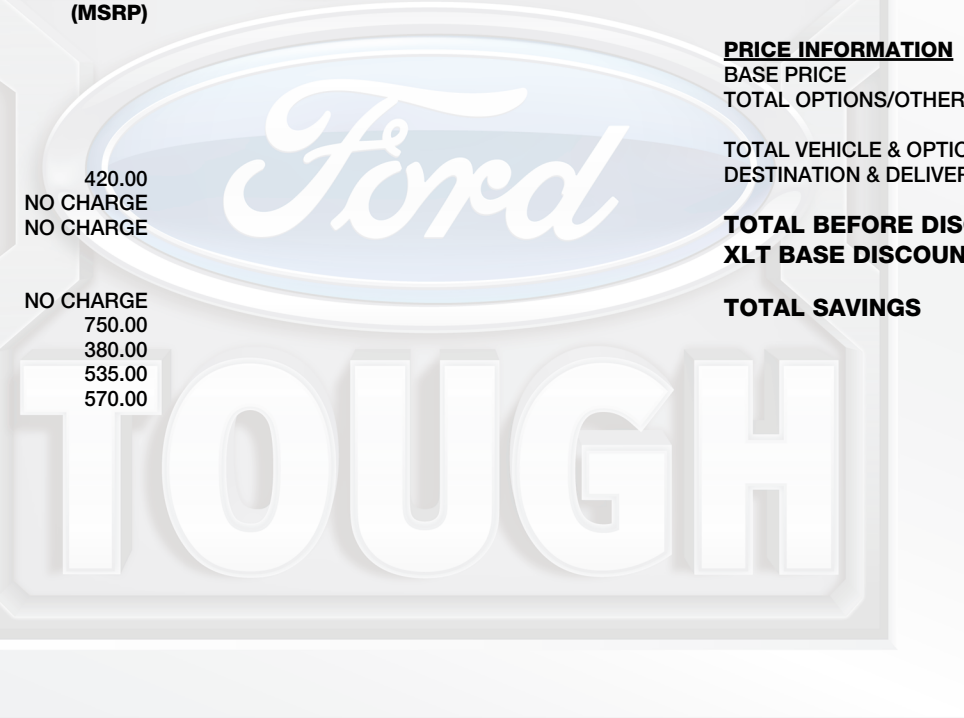 (MSRP)
420.00
NO CHARGE
NO CHARGE
NO CHARGE
750.00
380.00
535.00
570.00
Ford
TOUGH
PRICE INFORMATION
BASE PRICE
TOTAL OPTIONS/OTHER
TOTAL VEHICLE & OPTIO
DESTINATION & DELIVER
TOTAL BEFORE DIS
XLT BASE DISCOUN
TOTAL SAVINGS